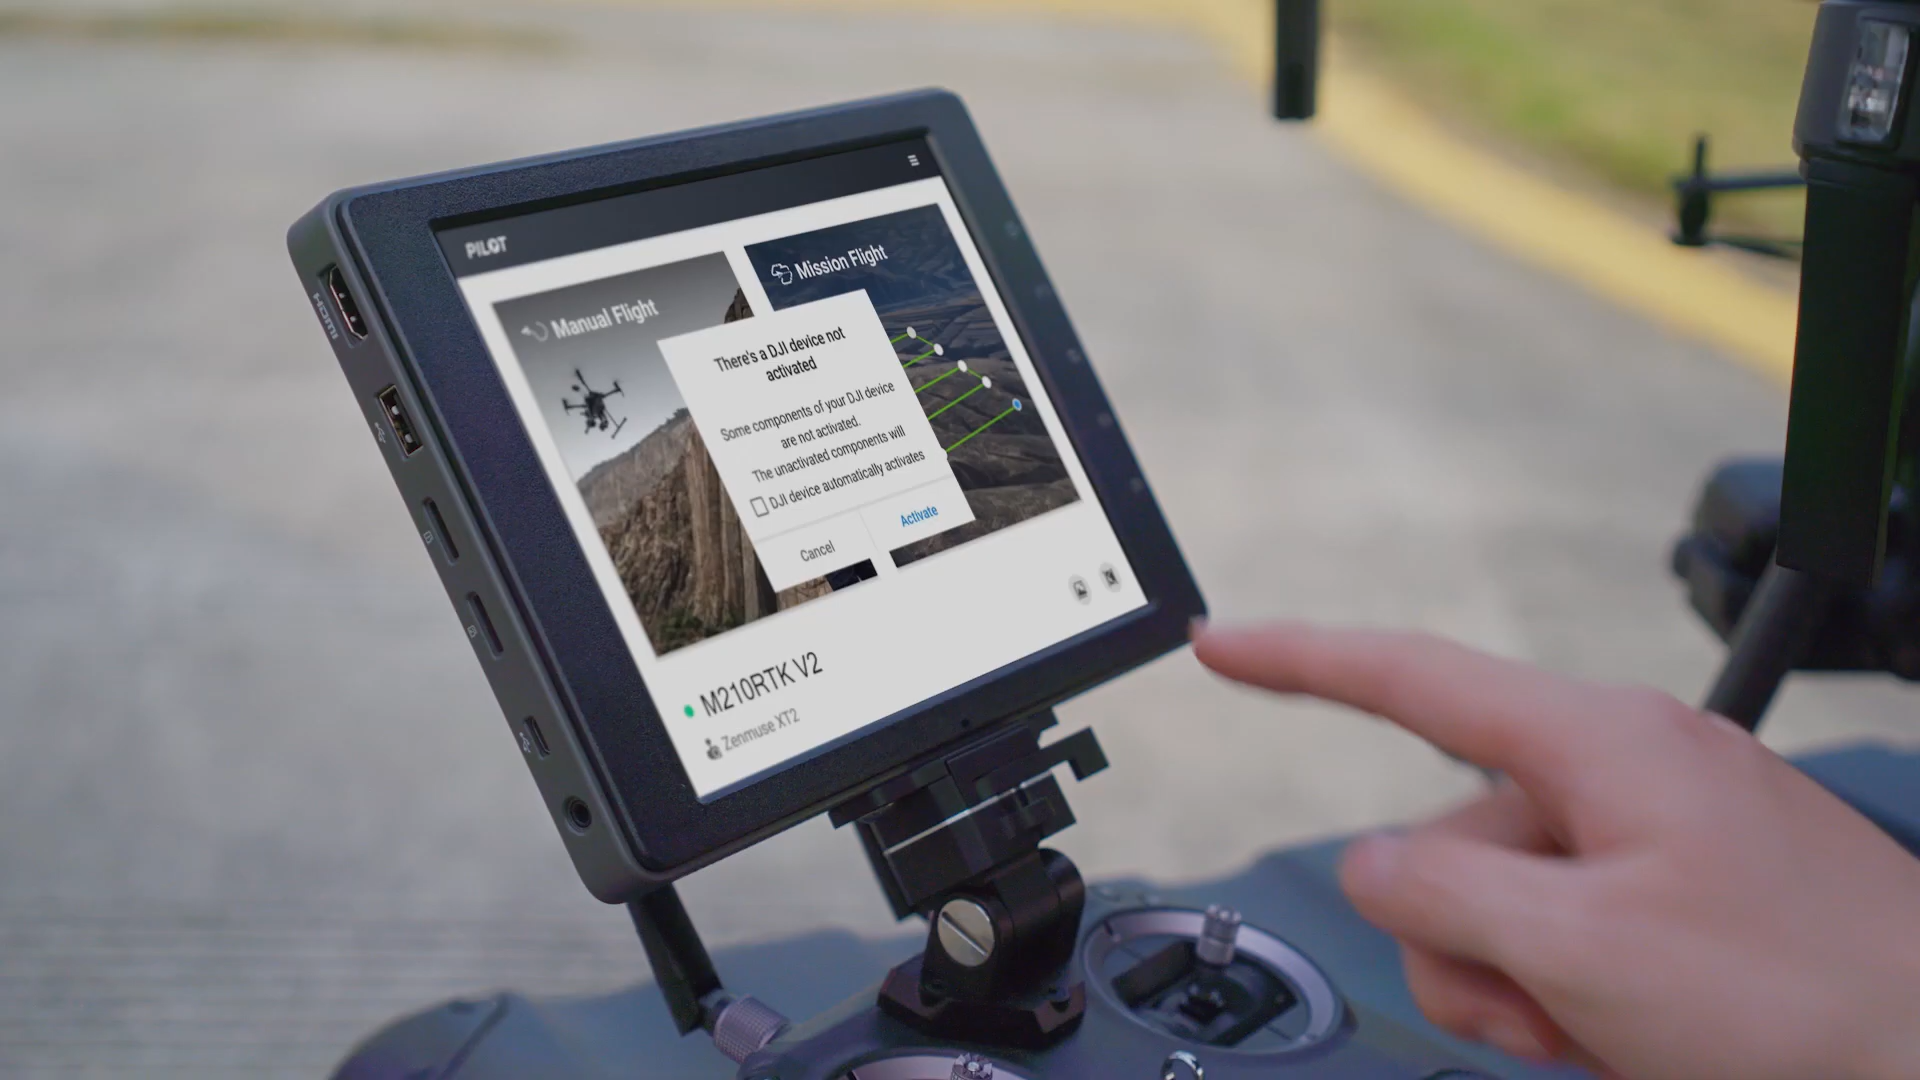 PILOT
Manual Flight
Mission Flight
There's a DJI device not
activated
Some components of your DJI device
are not activated.
The unactivated components will
DJI device automatically activates
Cancel
Activate
M210RTK V2
Zenmuse XT2
HDMI